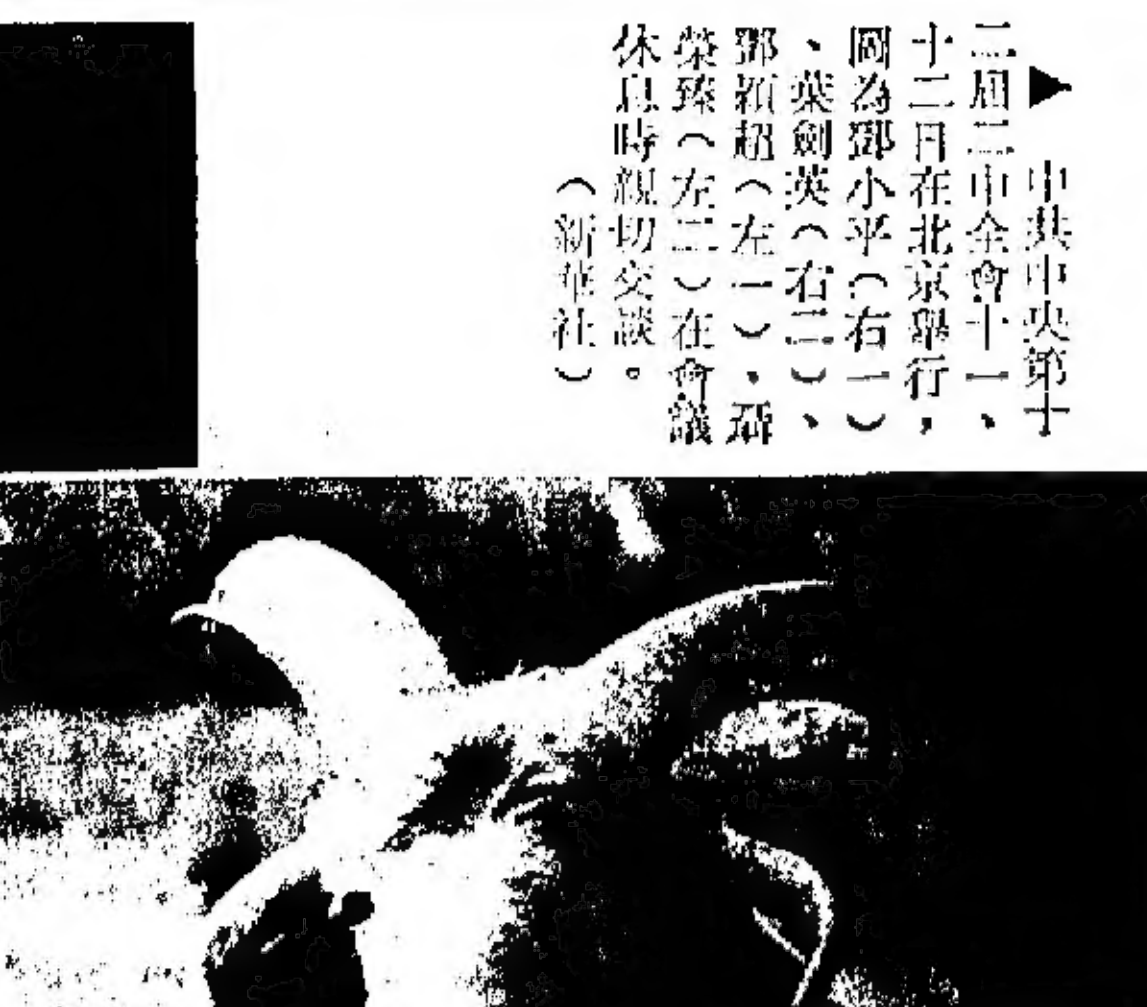 ▶ 中共中央第十
二屆二中全會十一、
十二日在北京舉行，
圖為鄧小平（右一）
、葉劍英（右二）、
鄧穎超（左一）、聶
榮臻（左二）在會議
休息時親切交談。
（新華社）